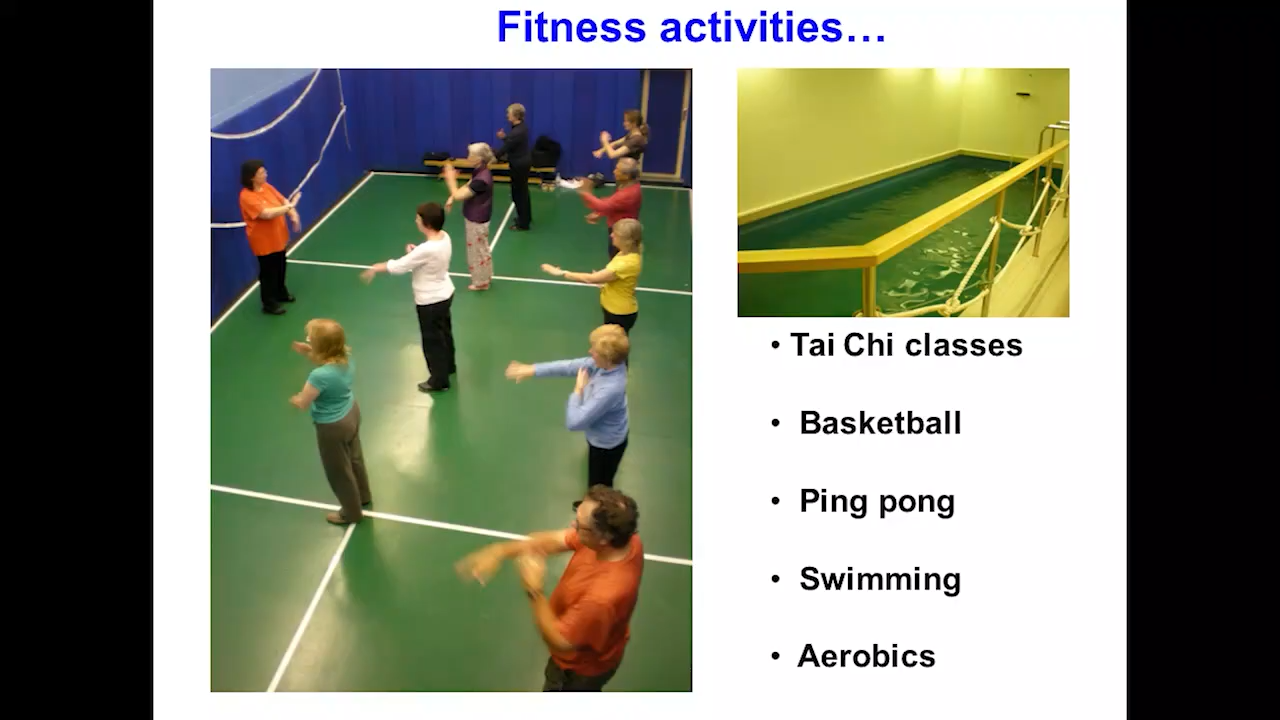 Fitness activities…
• Tai Chi classes
• Basketball
• Ping pong
• Swimming
• Aerobics